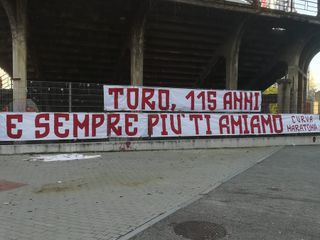 TORO, 115 ANNI
E SEMPRE PIU' TI AMIAMO
CURVA
MARATONA